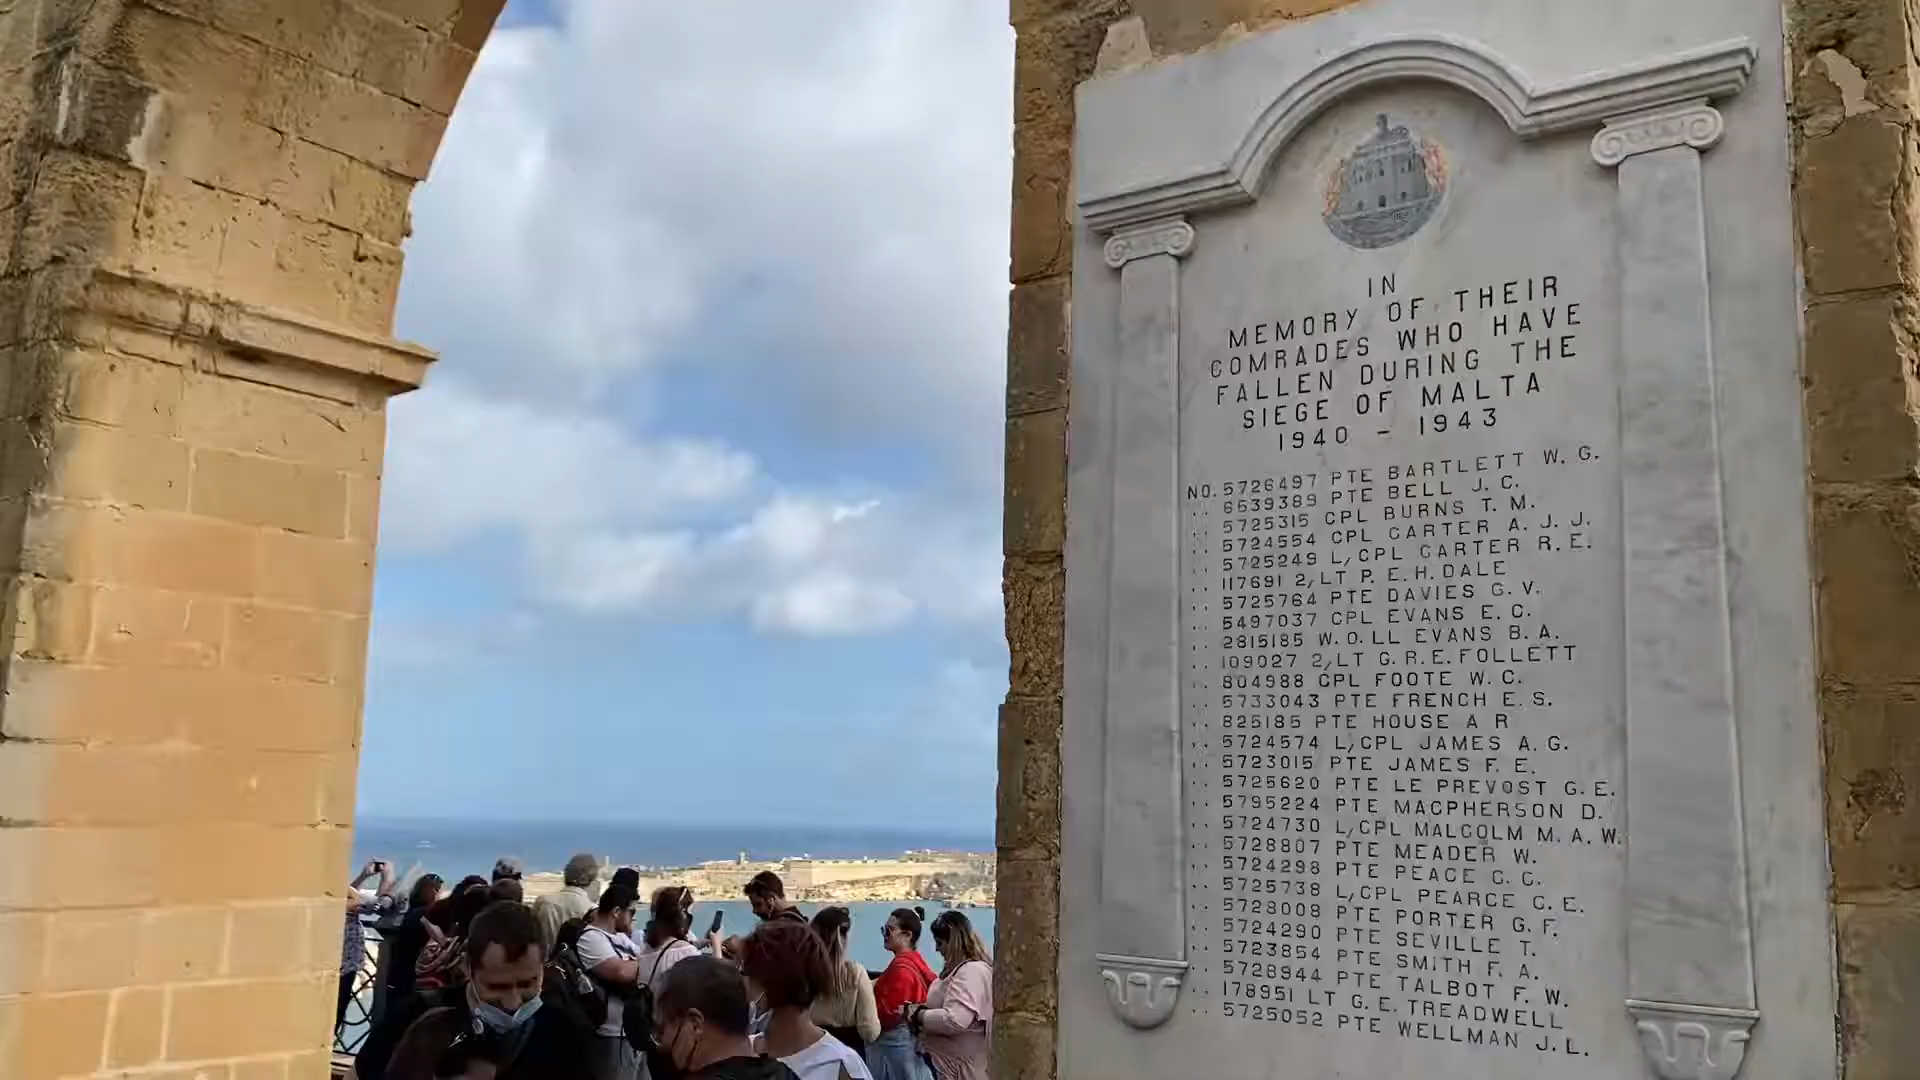 IN
MEMORY OF THEIR
COMRADES WHO HAVE
FALLEN DURING THE
SIEGE OF MALTA
1940 - 1943
NO. 5726497 PTE BARTLETT W. G.
.. 6639389 PTE BELL J. C.
.. 5725315 CPL BURNS T. M.
.. 5724554 CPL CARTER A. J. J.
.. 5725249 L/CPL CARTER R. E.
.. 117691 2/LT P. E. H. DALE
.. 5725764 PTE DAVIES G. V.
.. 5497037 CPL EVANS E. C.
.. 2815185 W. O. LL EVANS B. A.
.. 109027 2/LT G. R. E. FOLLETT
.. 804988 CPL FOOTE W. C.
.. 5733043 PTE FRENCH E. S.
.. 825185 PTE HOUSE A R
.. 5724574 L/CPL JAMES A. G.
.. 5723015 PTE JAMES F. E.
.. 5725620 PTE LE PREVOST G. E.
.. 5795224 PTE MACPHERSON D.
.. 5724730 L/CPL MALCOLM M. A. W.
.. 5728807 PTE MEADER W.
.. 5724298 PTE PEACE C. C.
.. 5725738 L/CPL PEARCE C. E.
.. 5728008 PTE PORTER G. F.
.. 5724290 PTE SEVILLE T.
.. 5723854 PTE SMITH F. A.
.. 5728944 PTE TALBOT F. W.
.. 178951 LT G. E. TREADWELL
.. 5725052 PTE WELLMAN J. L.